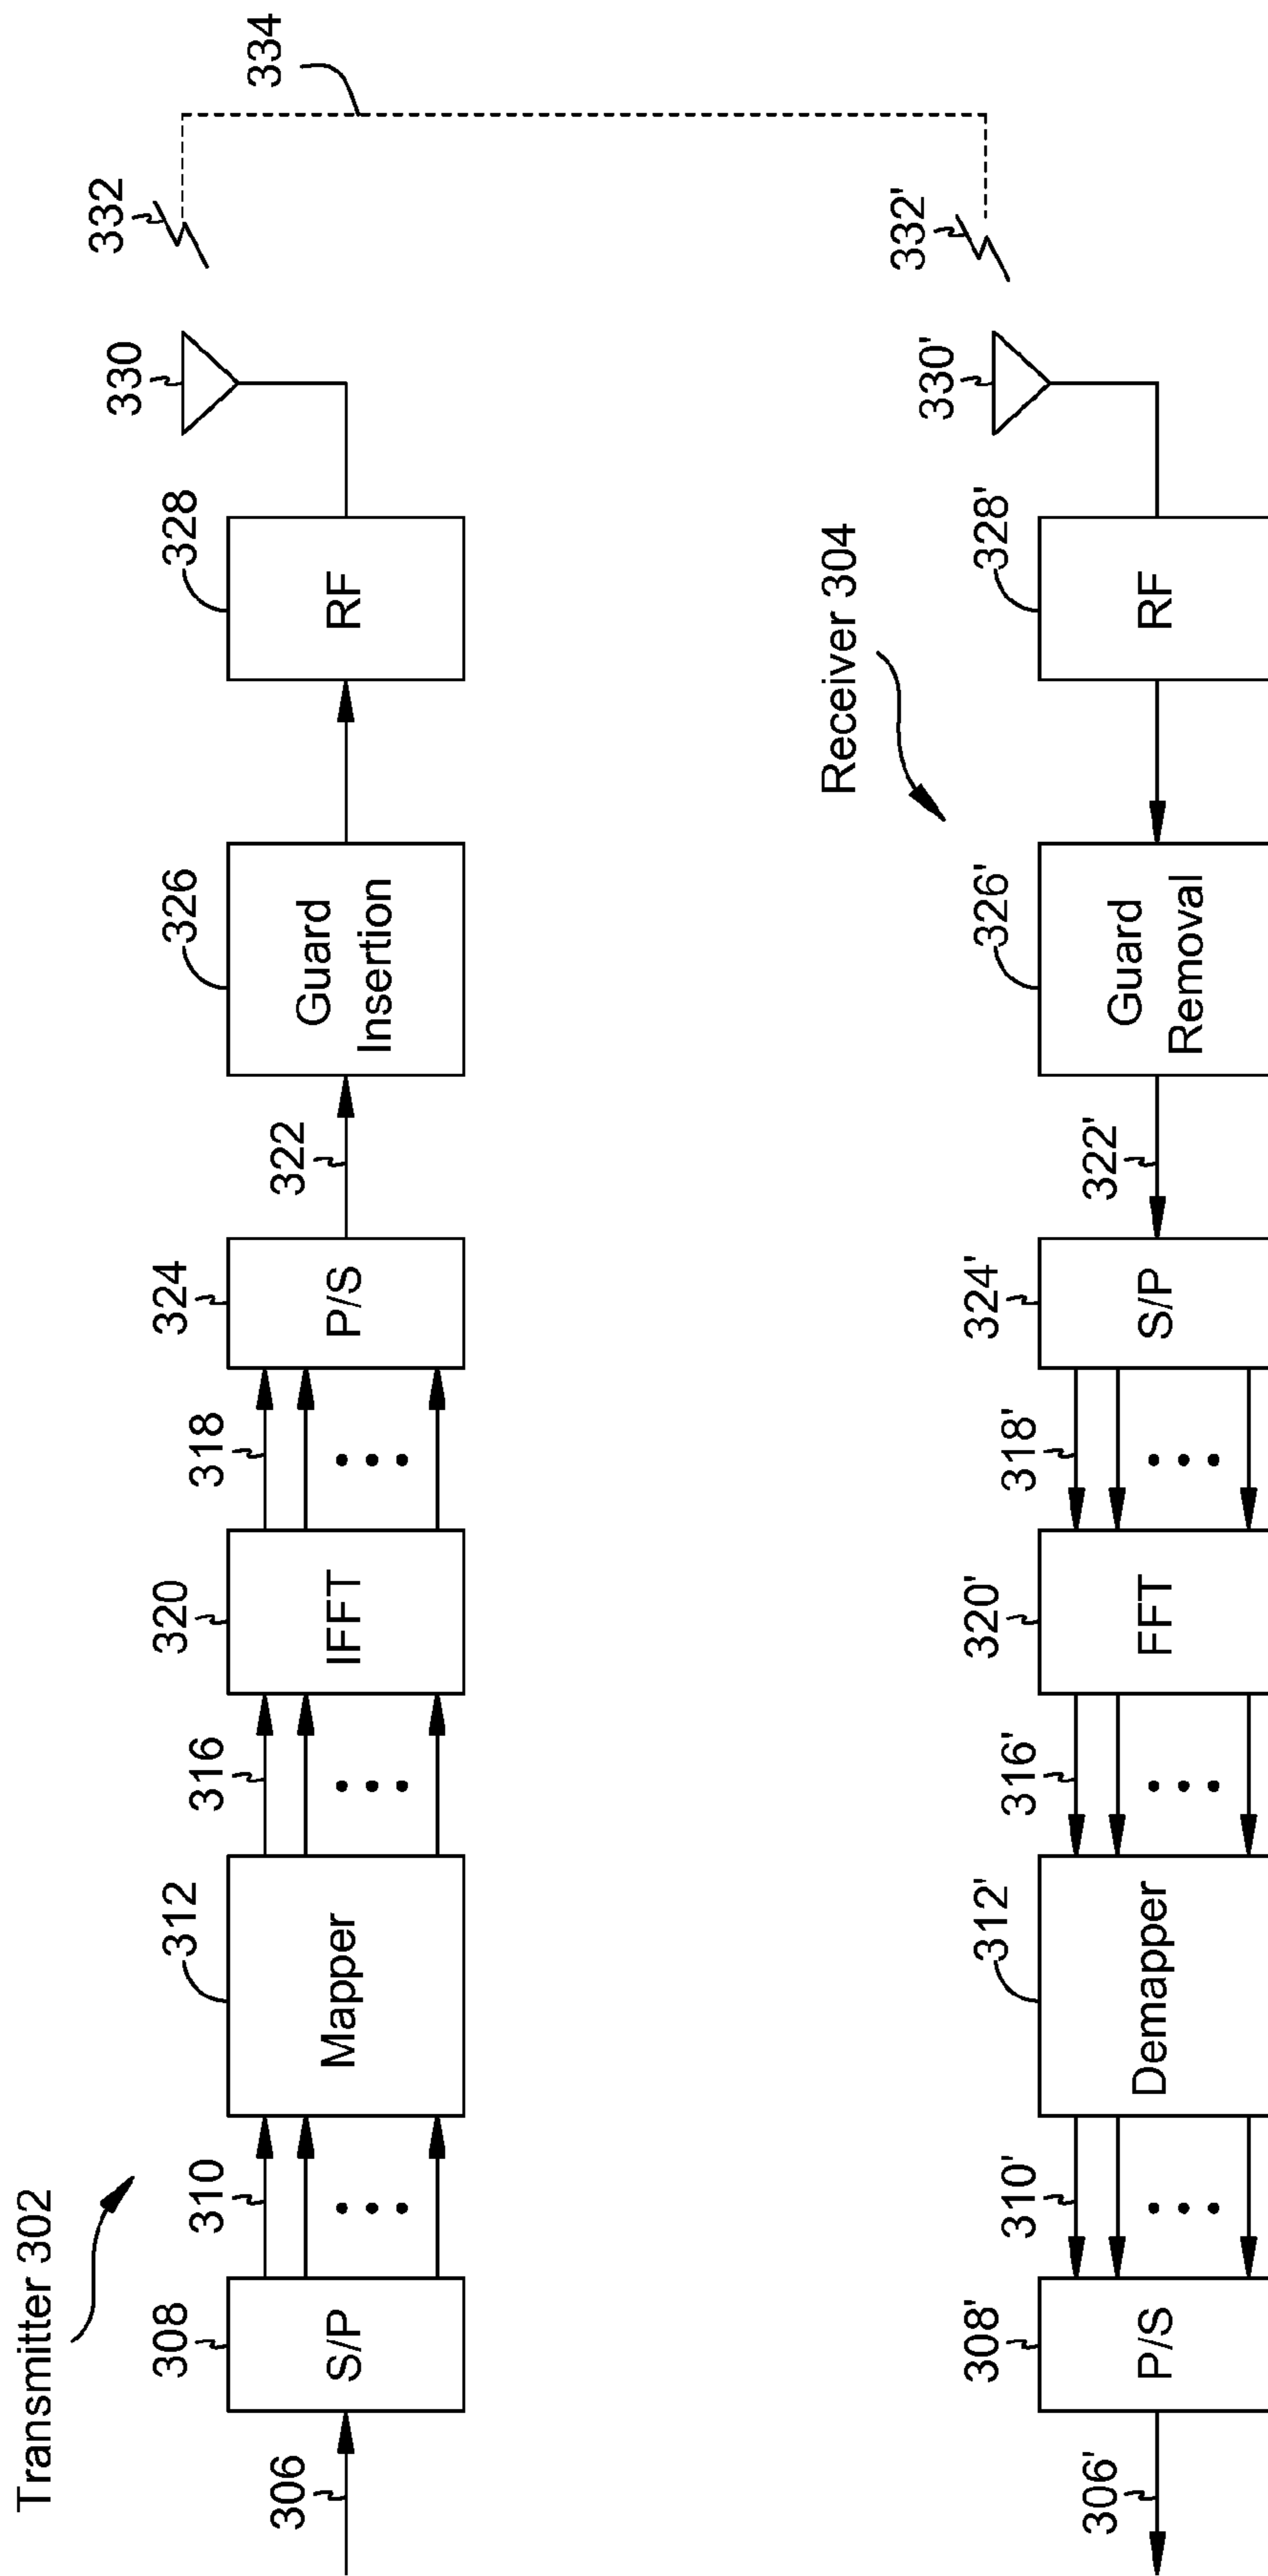 Transmitter 302
306
308
S/P
310
312
Mapper
316
320
IFFT
318
324
P/S
322
326
Guard
Insertion
328
RF
330
332
334
Receiver 304
306'
308'
P/S
310'
312'
Demapper
316'
320'
FFT
318'
324'
S/P
322'
326'
Guard
Removal
328'
RF
330'
332'